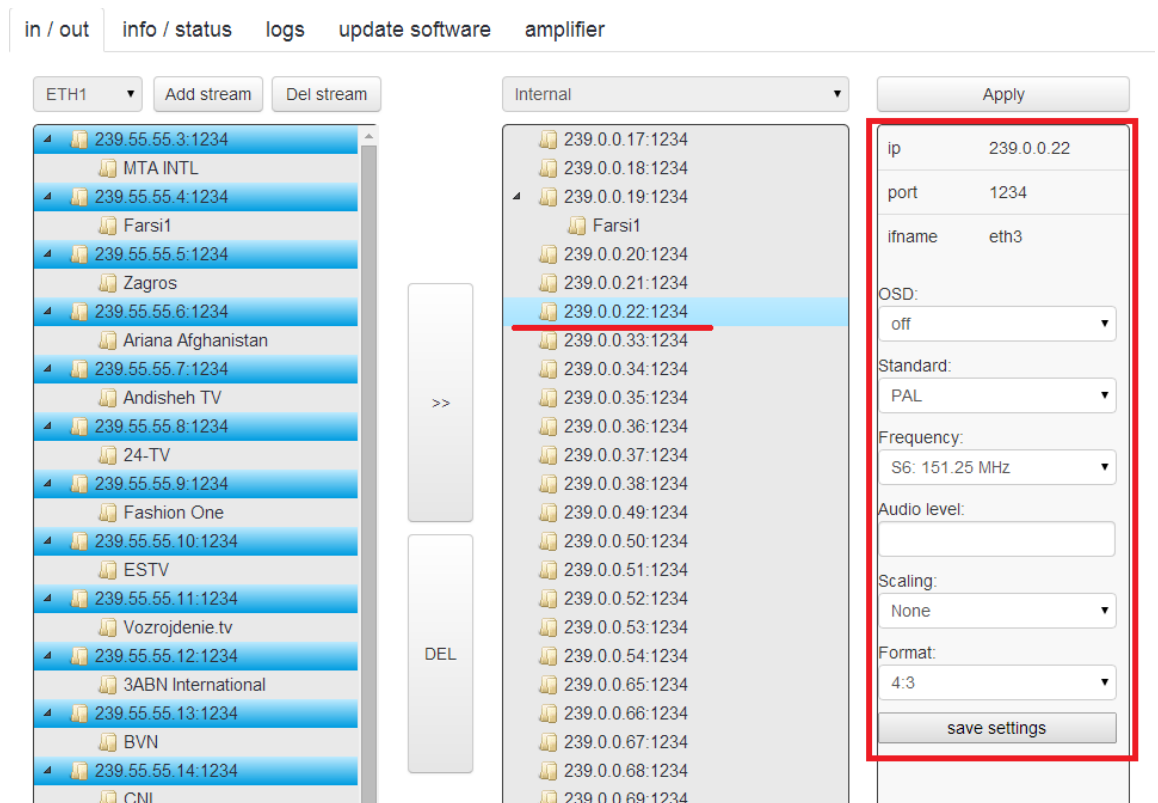 in / out info / status logs update software amplifier
ETH1 Add stream Del stream
239.55.55.3:1234
MTA INTL
239.55.55.4:1234
Farsi1
239.55.55.5:1234
Zagros
239.55.55.6:1234
Ariana Afghanistan
239.55.55.7:1234
Andisheh TV
239.55.55.8:1234
24-TV
239.55.55.9:1234
Fashion One
239.55.55.10:1234
ESTV
239.55.55.11:1234
Vozrojdenie.tv
239.55.55.12:1234
3ABN International
239.55.55.13:1234
BVN
239.55.55.14:1234
CNL
>>
DEL
Internal
239.0.0.17:1234
239.0.0.18:1234
239.0.0.19:1234
Farsi1
239.0.0.20:1234
239.0.0.21:1234
239.0.0.22:1234
239.0.0.33:1234
239.0.0.34:1234
239.0.0.35:1234
239.0.0.36:1234
239.0.0.37:1234
239.0.0.38:1234
239.0.0.49:1234
239.0.0.50:1234
239.0.0.51:1234
239.0.0.52:1234
239.0.0.53:1234
239.0.0.54:1234
239.0.0.65:1234
239.0.0.66:1234
239.0.0.67:1234
239.0.0.68:1234
239.0.0.69:1234
Apply
ip 239.0.0.22
port 1234
ifname eth3
OSD:
off
Standard:
PAL
Frequency:
S6: 151.25 MHz
Audio level:
Scaling:
None
Format:
4:3
save settings